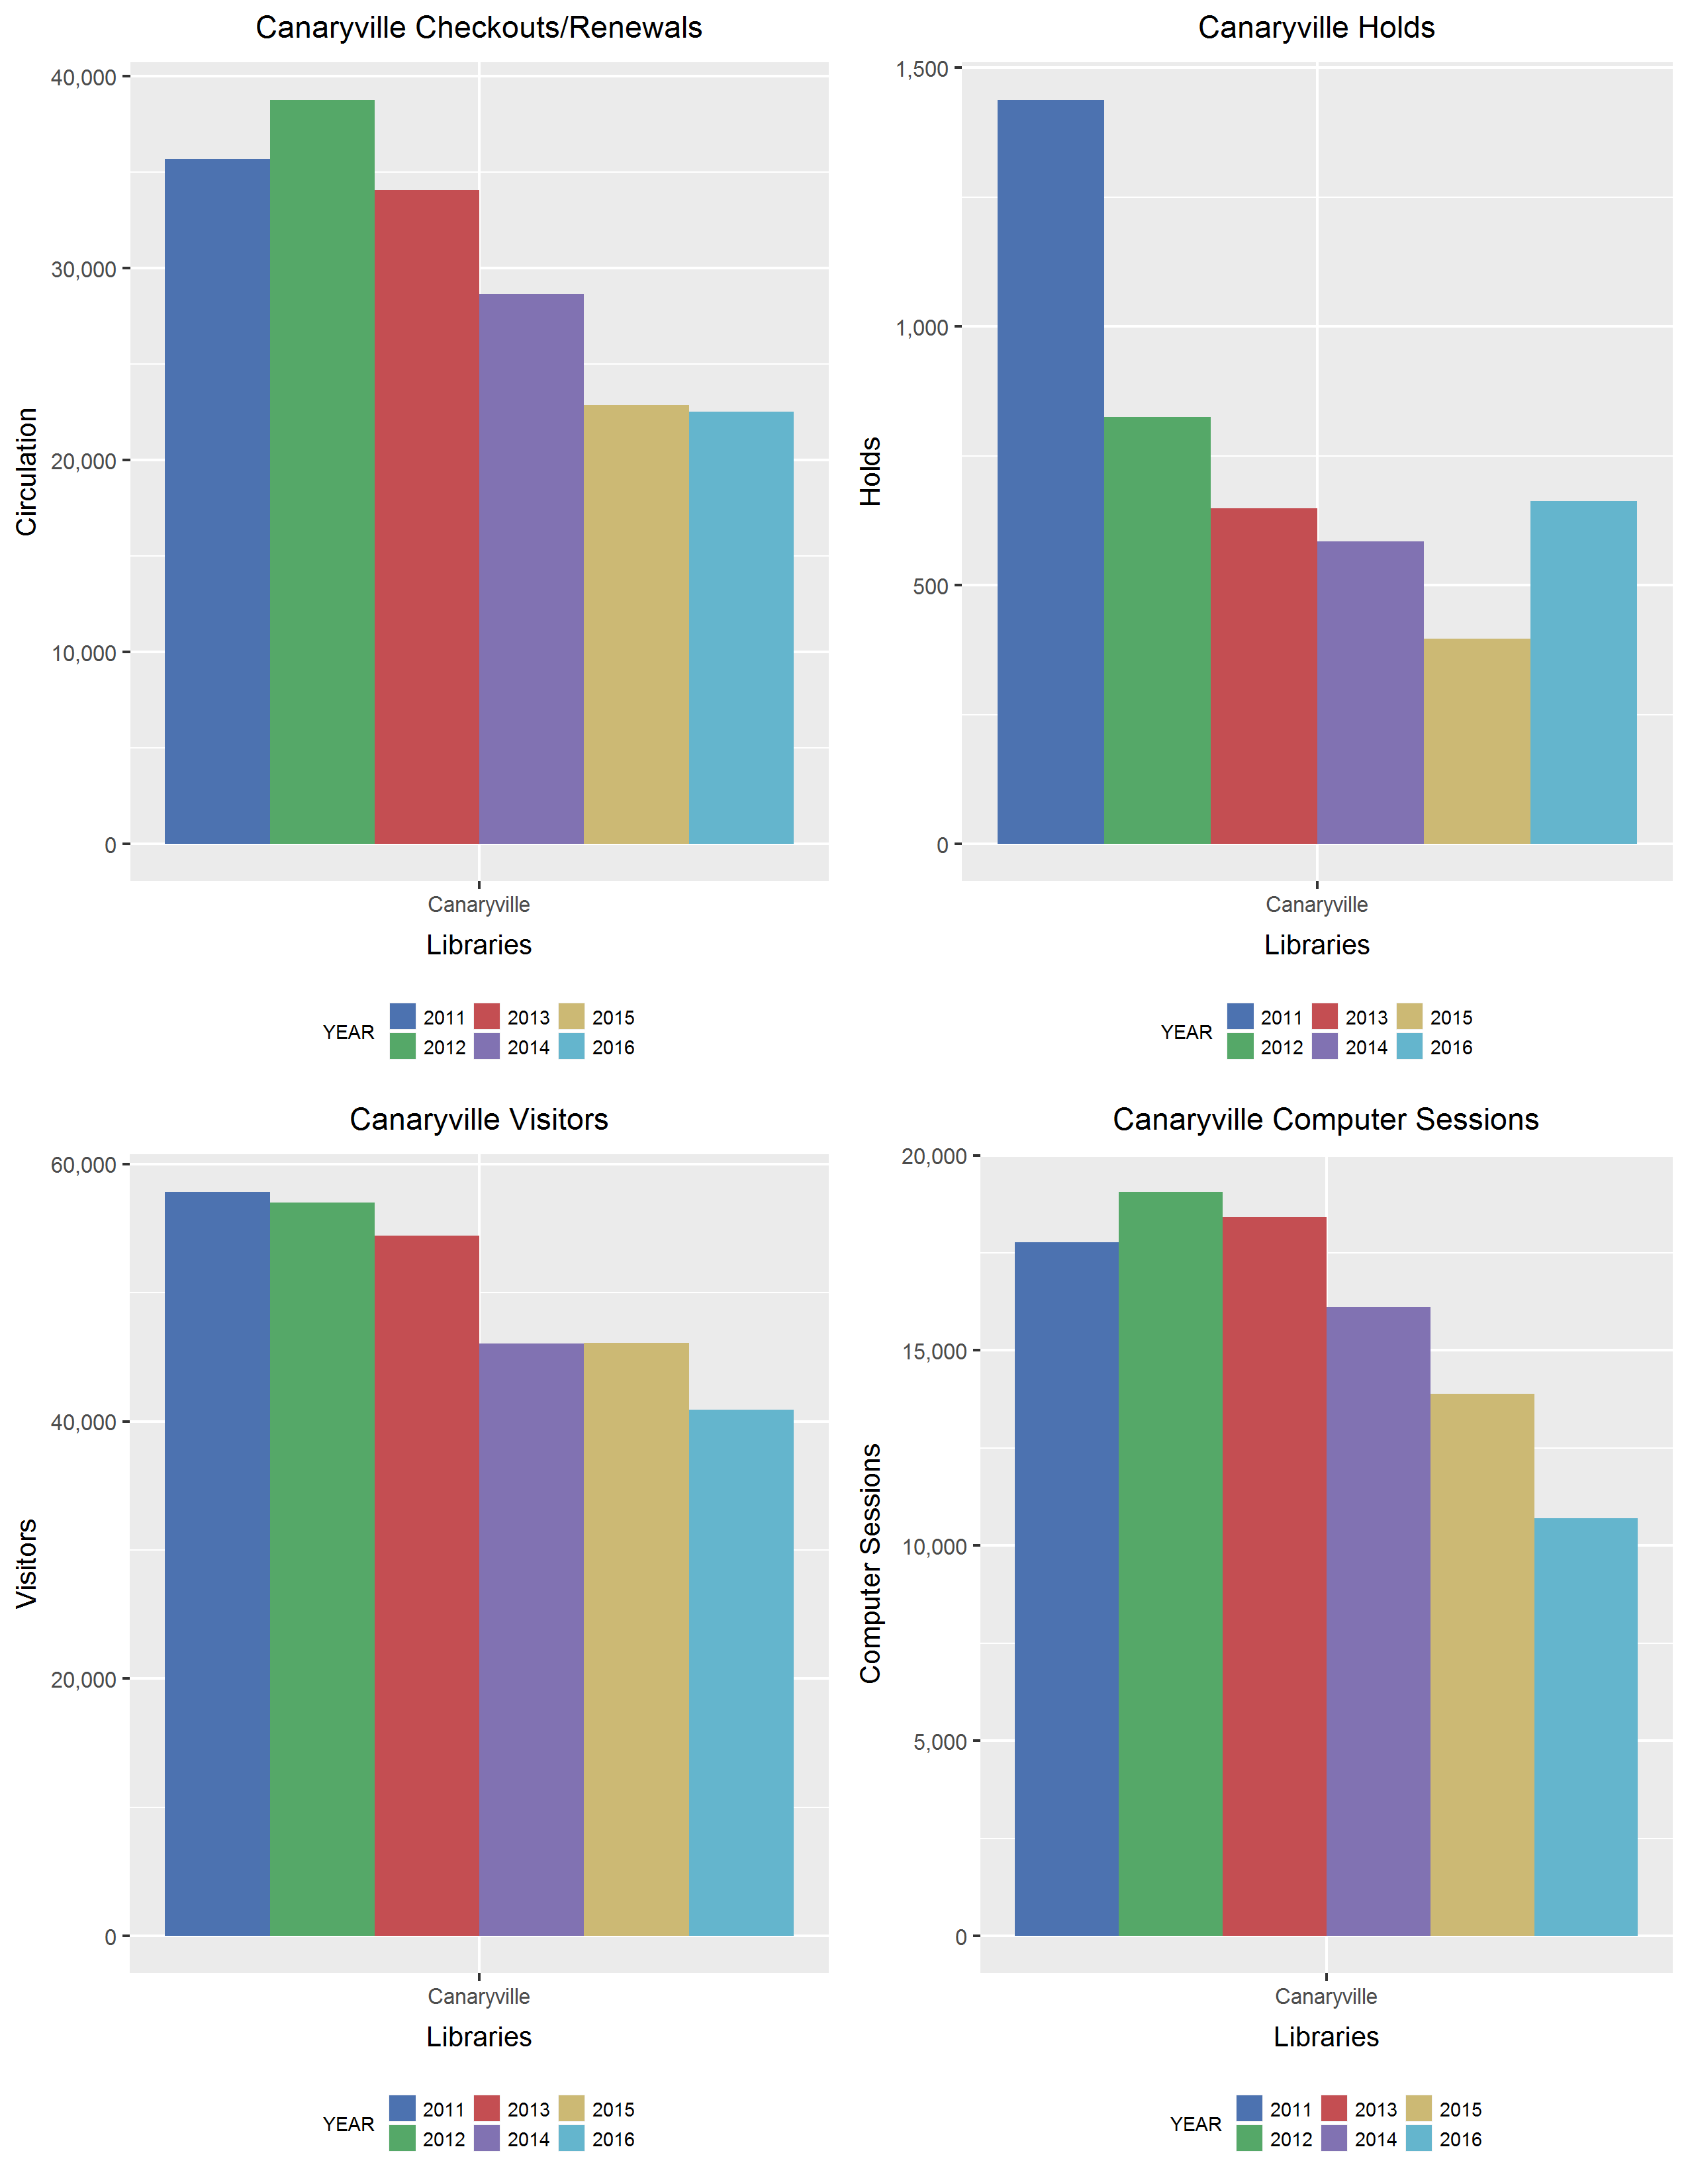 Canaryville Checkouts/Renewals
40,000
30,000
20,000
10,000
0
Circulation
Canaryville
Libraries
YEAR
2011 2013 2015
2012 2014 2016
Canaryville Holds
1,500
1,000
500
0
Holds
Canaryville
Libraries
YEAR
2011 2013 2015
2012 2014 2016
Canaryville Visitors
60,000
40,000
20,000
0
Visitors
Canaryville
Libraries
YEAR
2011 2013 2015
2012 2014 2016
Canaryville Computer Sessions
20,000
15,000
10,000
5,000
0
Computer Sessions
Canaryville
Libraries
YEAR
2011 2013 2015
2012 2014 2016